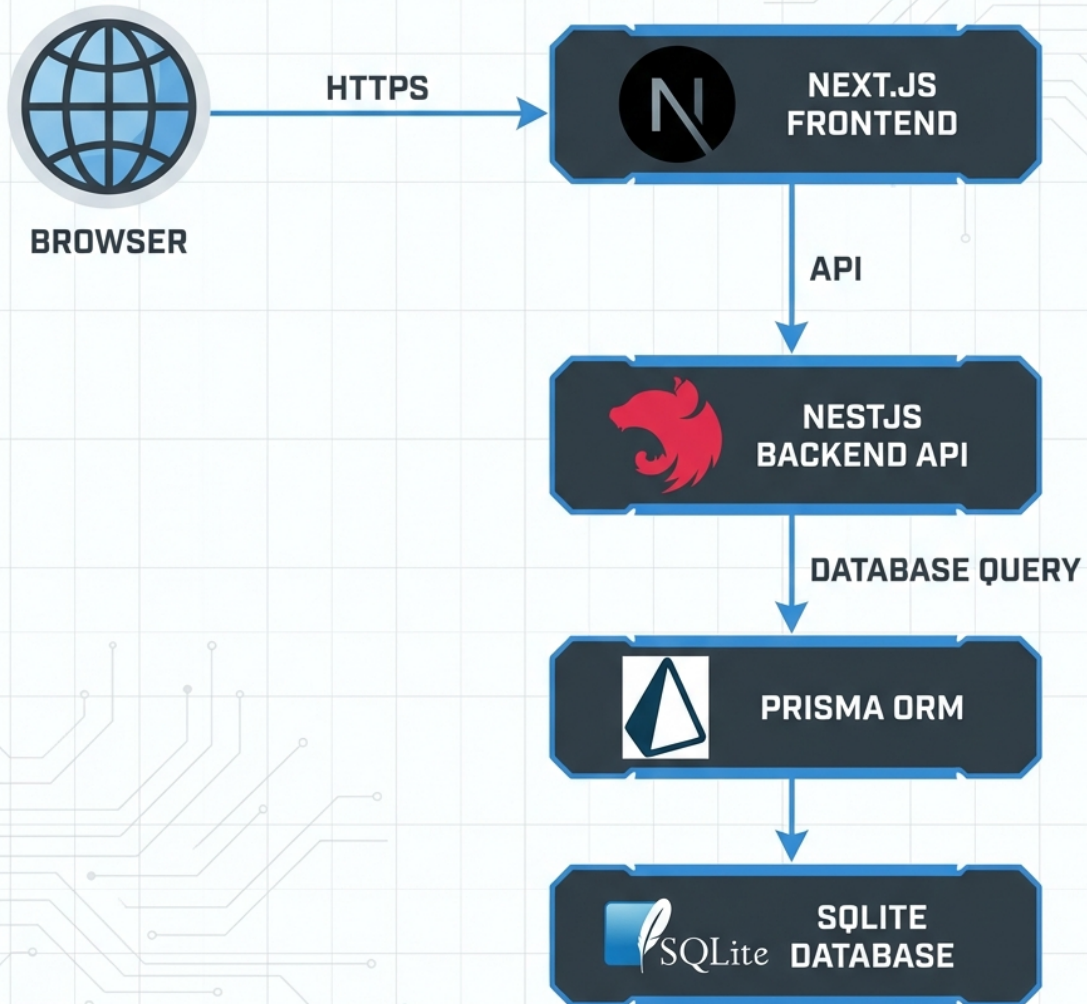 HTTPS
NEXT.JS
FRONTEND
BROWSER
API
NESTJS
BACKEND API
DATABASE QUERY
PRISMA ORM
SQLite
SQLITE
DATABASE